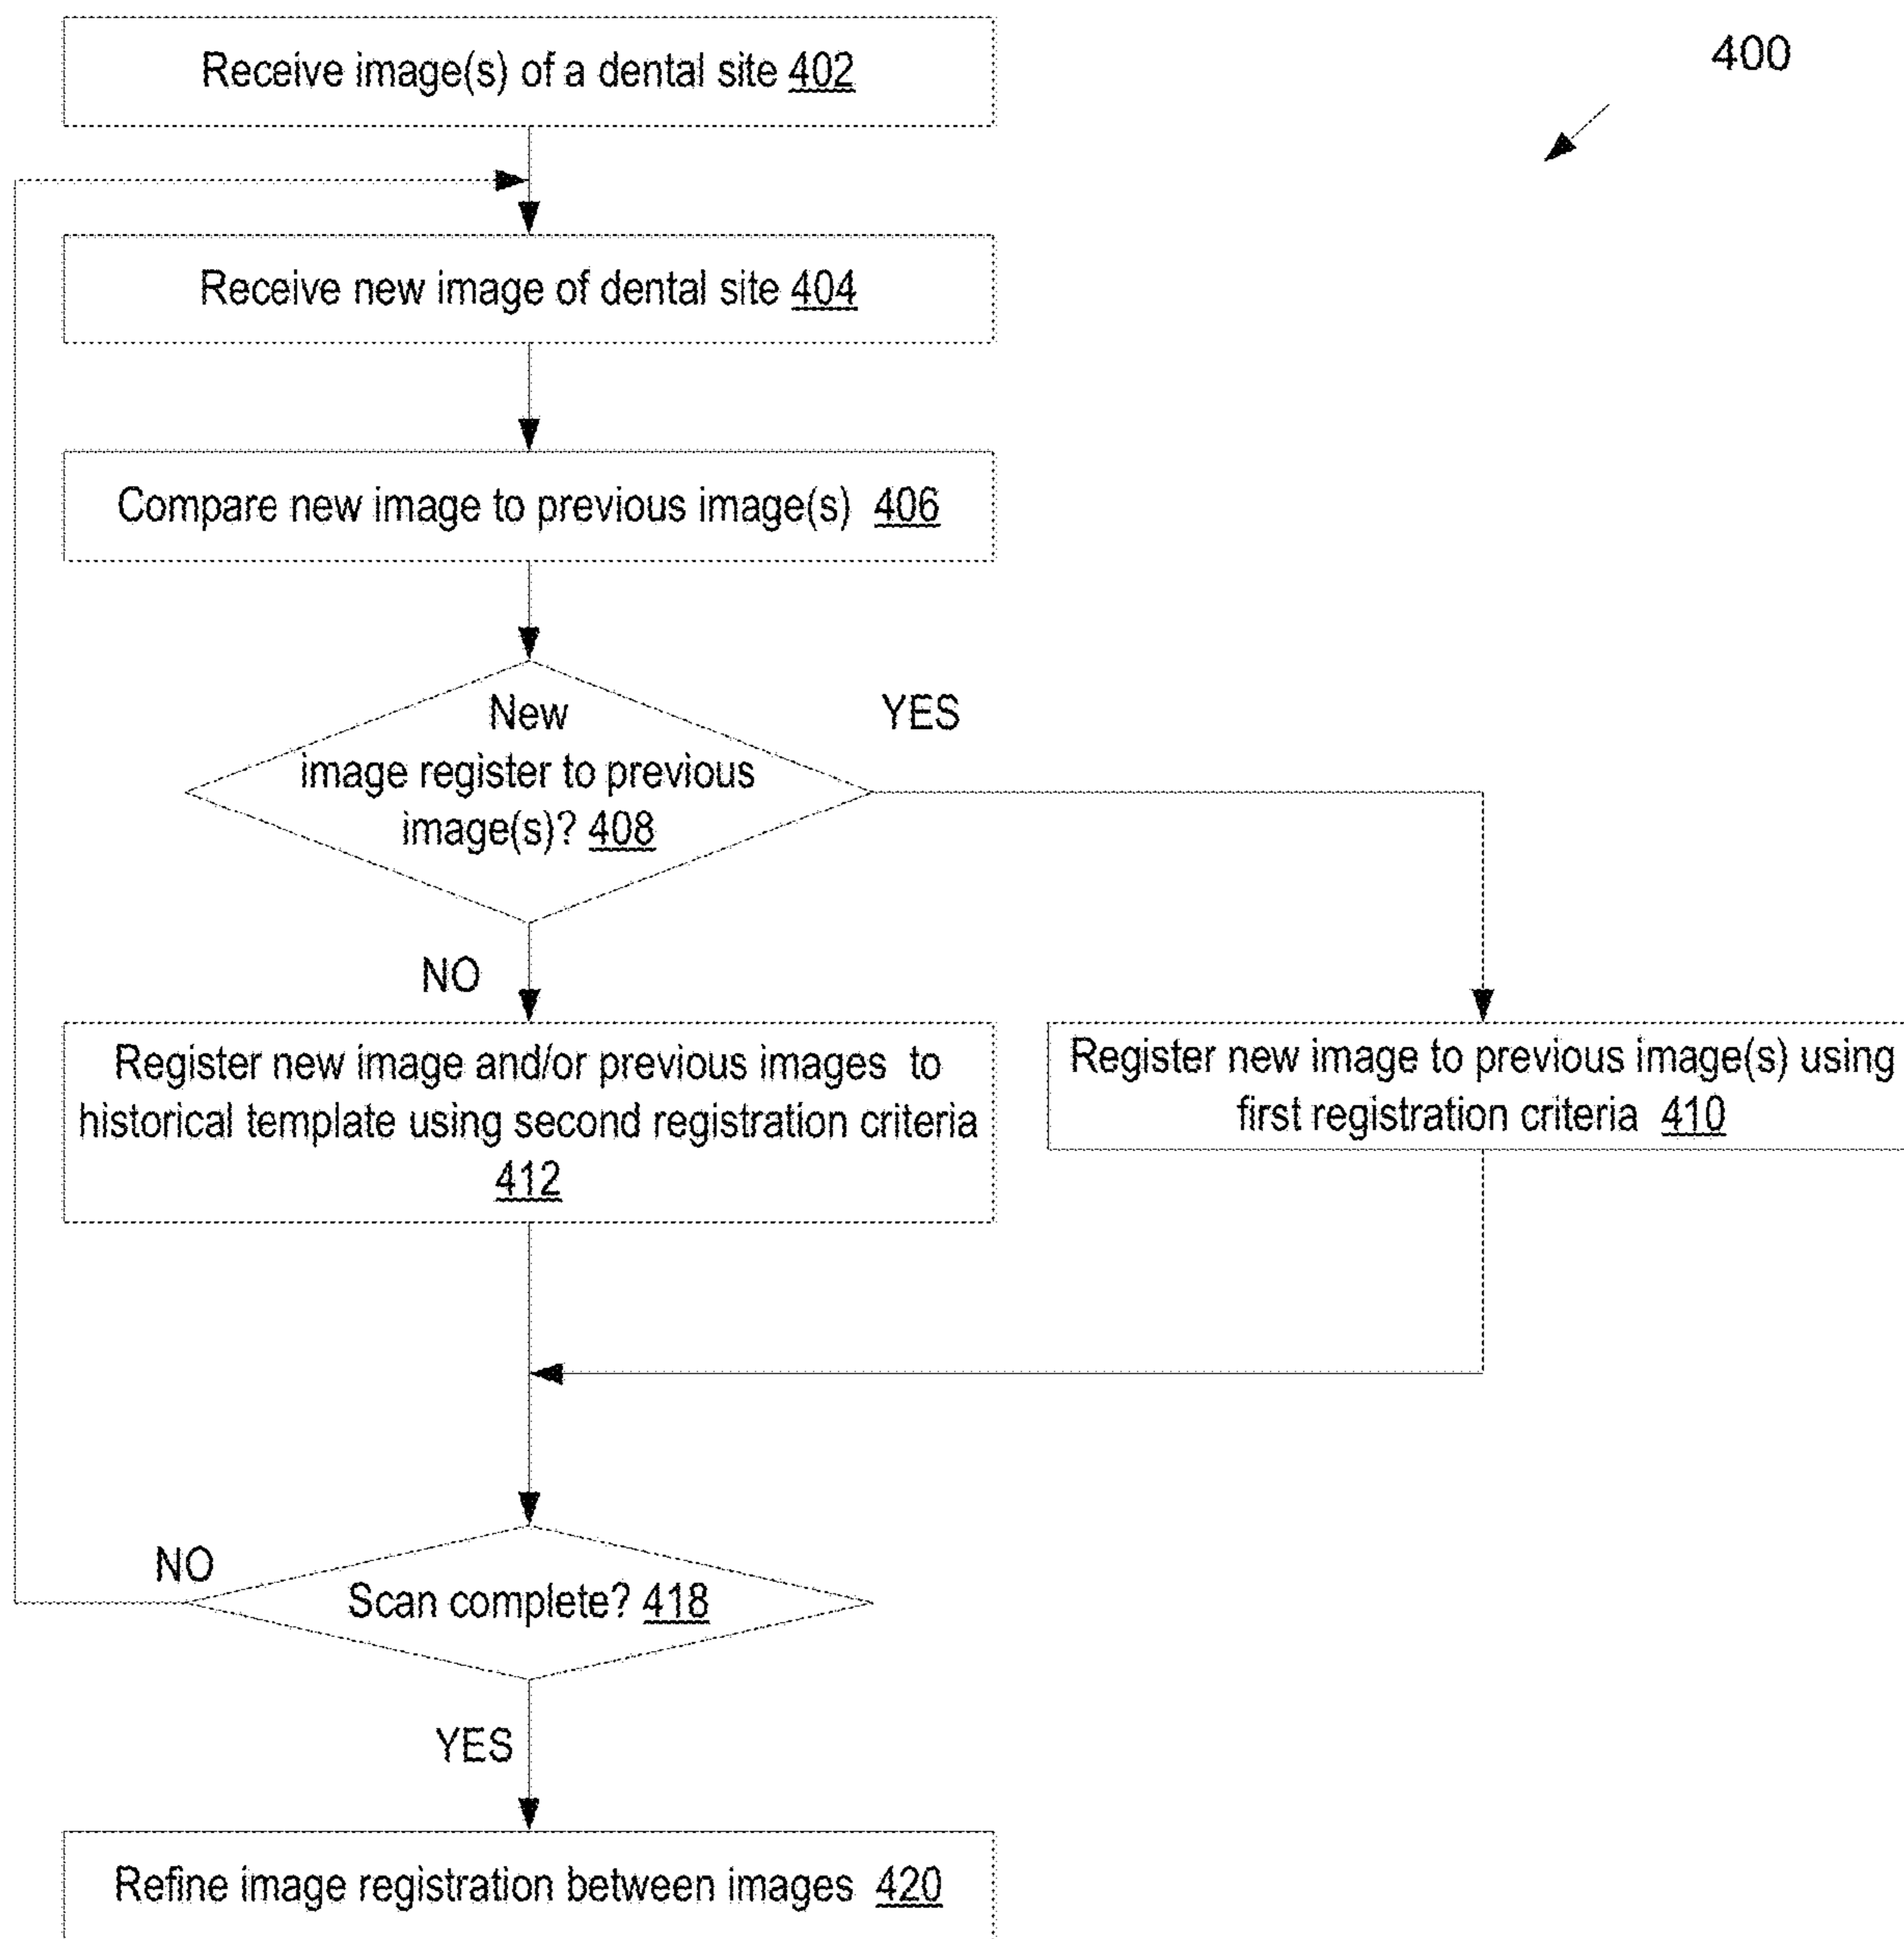 400
Receive image(s) of a dental site 402
Receive new image of dental site 404
Compare new image to previous image(s) 406
New
image register to previous
image(s)? 408
YES
NO
Register new image and/or previous images to
historical template using second registration criteria
412
Register new image to previous image(s) using
first registration criteria 410
Scan complete? 418
NO
YES
Refine image registration between images 420